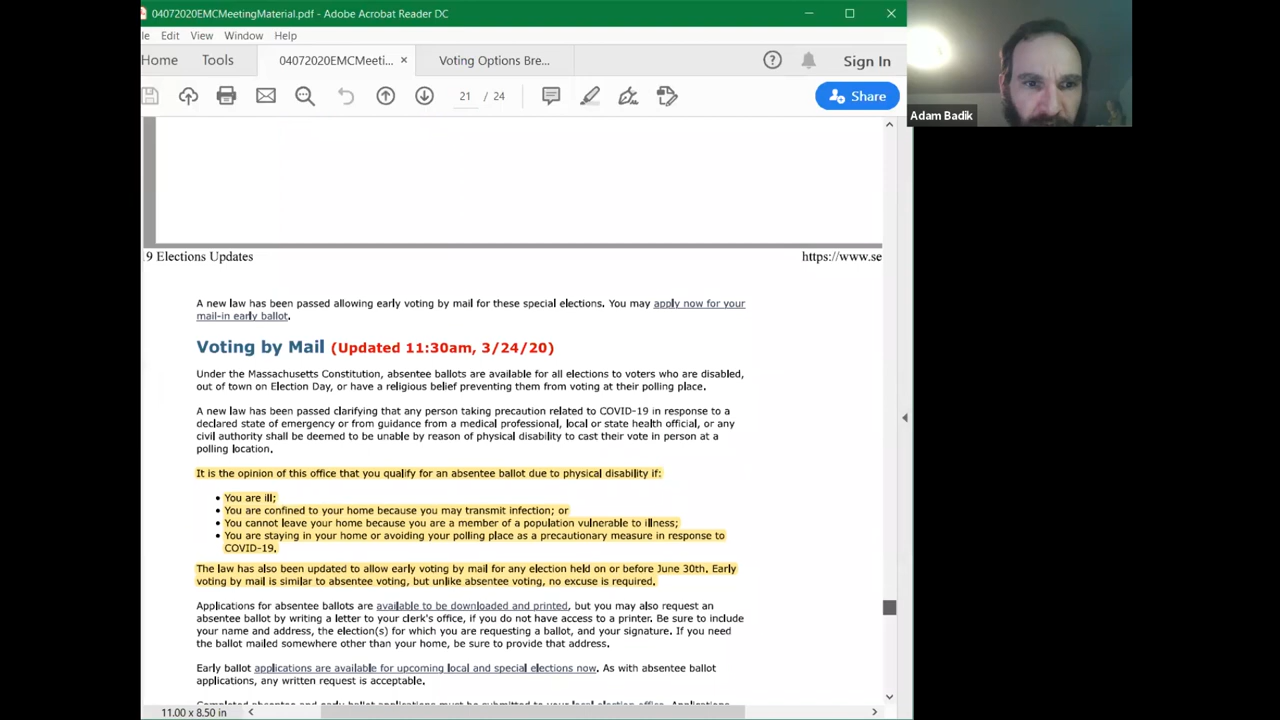 04072020EMCMeetingMaterial.pdf - Adobe Acrobat Reader DC
le Edit View Window Help
Home Tools 04072020EMCMeeti... × Voting Options Bre... Sign In
21 / 24 Share
Adam Badik
9 Elections Updates https://www.se
A new law has been passed allowing early voting by mail for these special elections. You may apply now for your
mail-in early ballot.
Voting by Mail (Updated 11:30am, 3/24/20)
Under the Massachusetts Constitution, absentee ballots are available for all elections to voters who are disabled,
out of town on Election Day, or have a religious belief preventing them from voting at their polling place.
A new law has been passed clarifying that any person taking precaution related to COVID-19 in response to a
declared state of emergency or from guidance from a medical professional, local or state health official, or any
civil authority shall be deemed to be unable by reason of physical disability to cast their vote in person at a
polling location.
It is the opinion of this office that you qualify for an absentee ballot due to physical disability if:
• You are ill;
• You are confined to your home because you may transmit infection; or
• You cannot leave your home because you are a member of a population vulnerable to illness;
• You are staying in your home or avoiding your polling place as a precautionary measure in response to
COVID-19.
The law has also been updated to allow early voting by mail for any election held on or before June 30th. Early
voting by mail is similar to absentee voting, but unlike absentee voting, no excuse is required.
Applications for absentee ballots are available to be downloaded and printed, but you may also request an
absentee ballot by writing a letter to your clerk's office, if you do not have access to a printer. Be sure to include
your name and address, the election(s) for which you are requesting a ballot, and your signature. If you need
the ballot mailed somewhere other than your home, be sure to provide that address.
Early ballot applications are available for upcoming local and special elections now. As with absentee ballot
applications, any written request is acceptable.
Completed absentee and early ballot applications must be submitted to your local election office. Applications
11.00 x 8.50 in